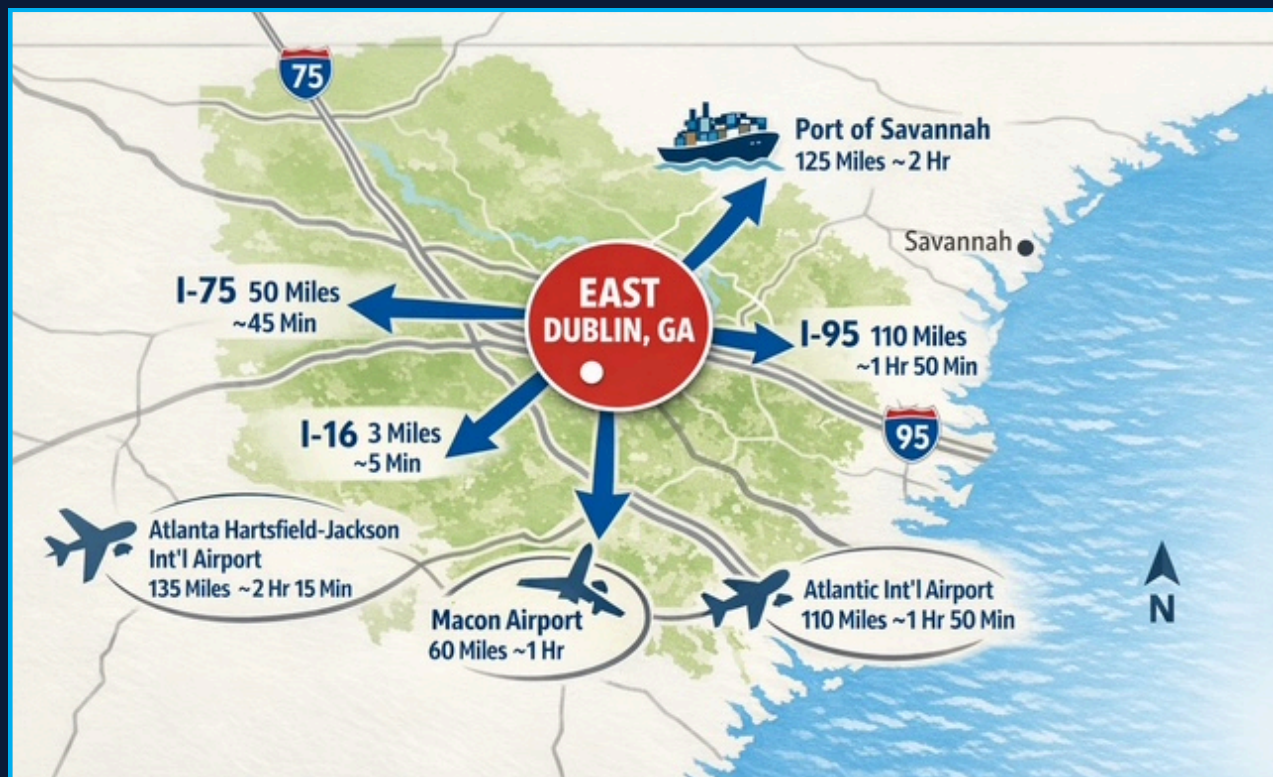 75
Port of Savannah
125 Miles ~2 Hr
Savannah
I-75 50 Miles
~45 Min
EAST
DUBLIN, GA
I-95 110 Miles
~1 Hr 50 Min
95
I-16 3 Miles
~5 Min
Atlanta Hartsfield-Jackson
Int'l Airport
135 Miles ~2 Hr 15 Min
Macon Airport
60 Miles ~1 Hr
Atlantic Int'l Airport
110 Miles ~1 Hr 50 Min
N